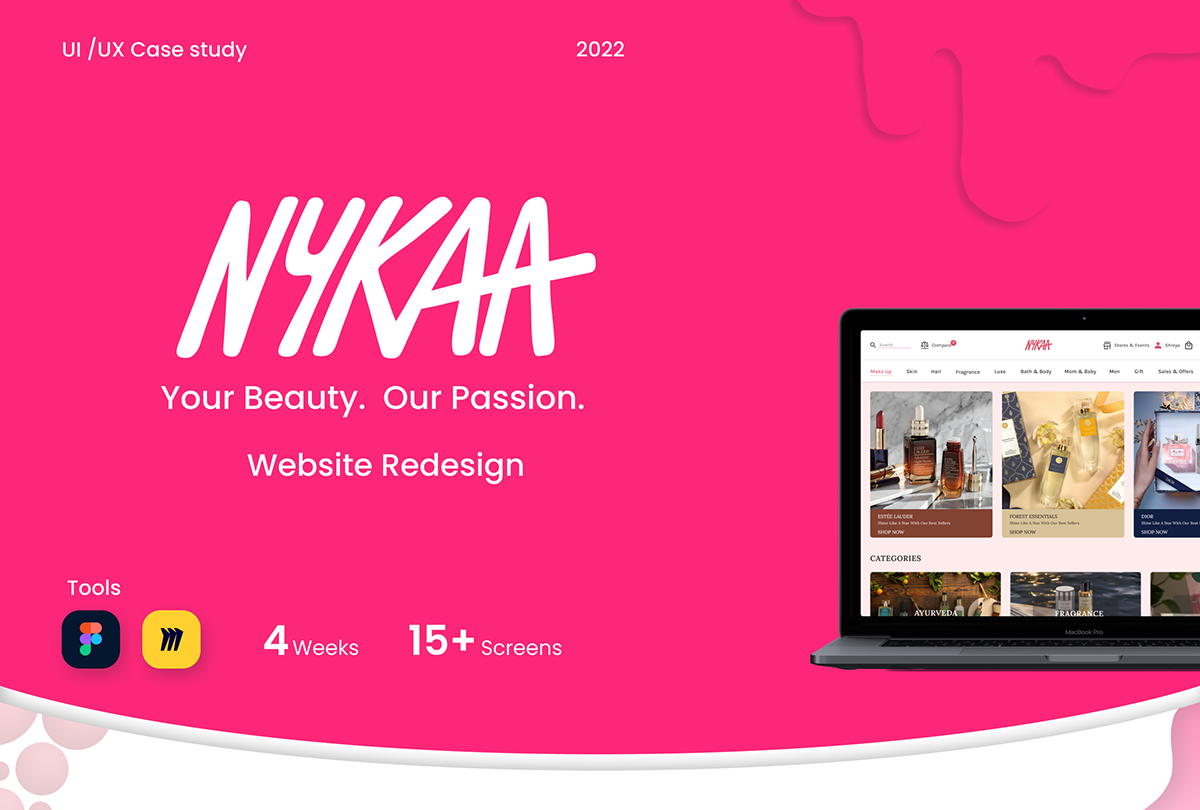 UI /UX Case study
2022
NYKAA
Your Beauty. Our Passion.
Website Redesign
Tools
4 Weeks
15+ Screens
Search
Compare
NYKAA
Stores & Events
Shreya
Make Up
Skin
Hair
Fragrance
Luxe
Bath & Body
Mom & Baby
Men
Gift
Sales & Offers
ESTÉE LAUDER
Shine Like A Star With Our Best Sellers
SHOP NOW
FOREST ESSENTIALS
Shine Like A Star With Our Best Sellers
SHOP NOW
DIOR
Shine Like A Star With Our Best
SHOP NOW
CATEGORIES
AYURVEDA
FRAGRANCE
MacBook Pro